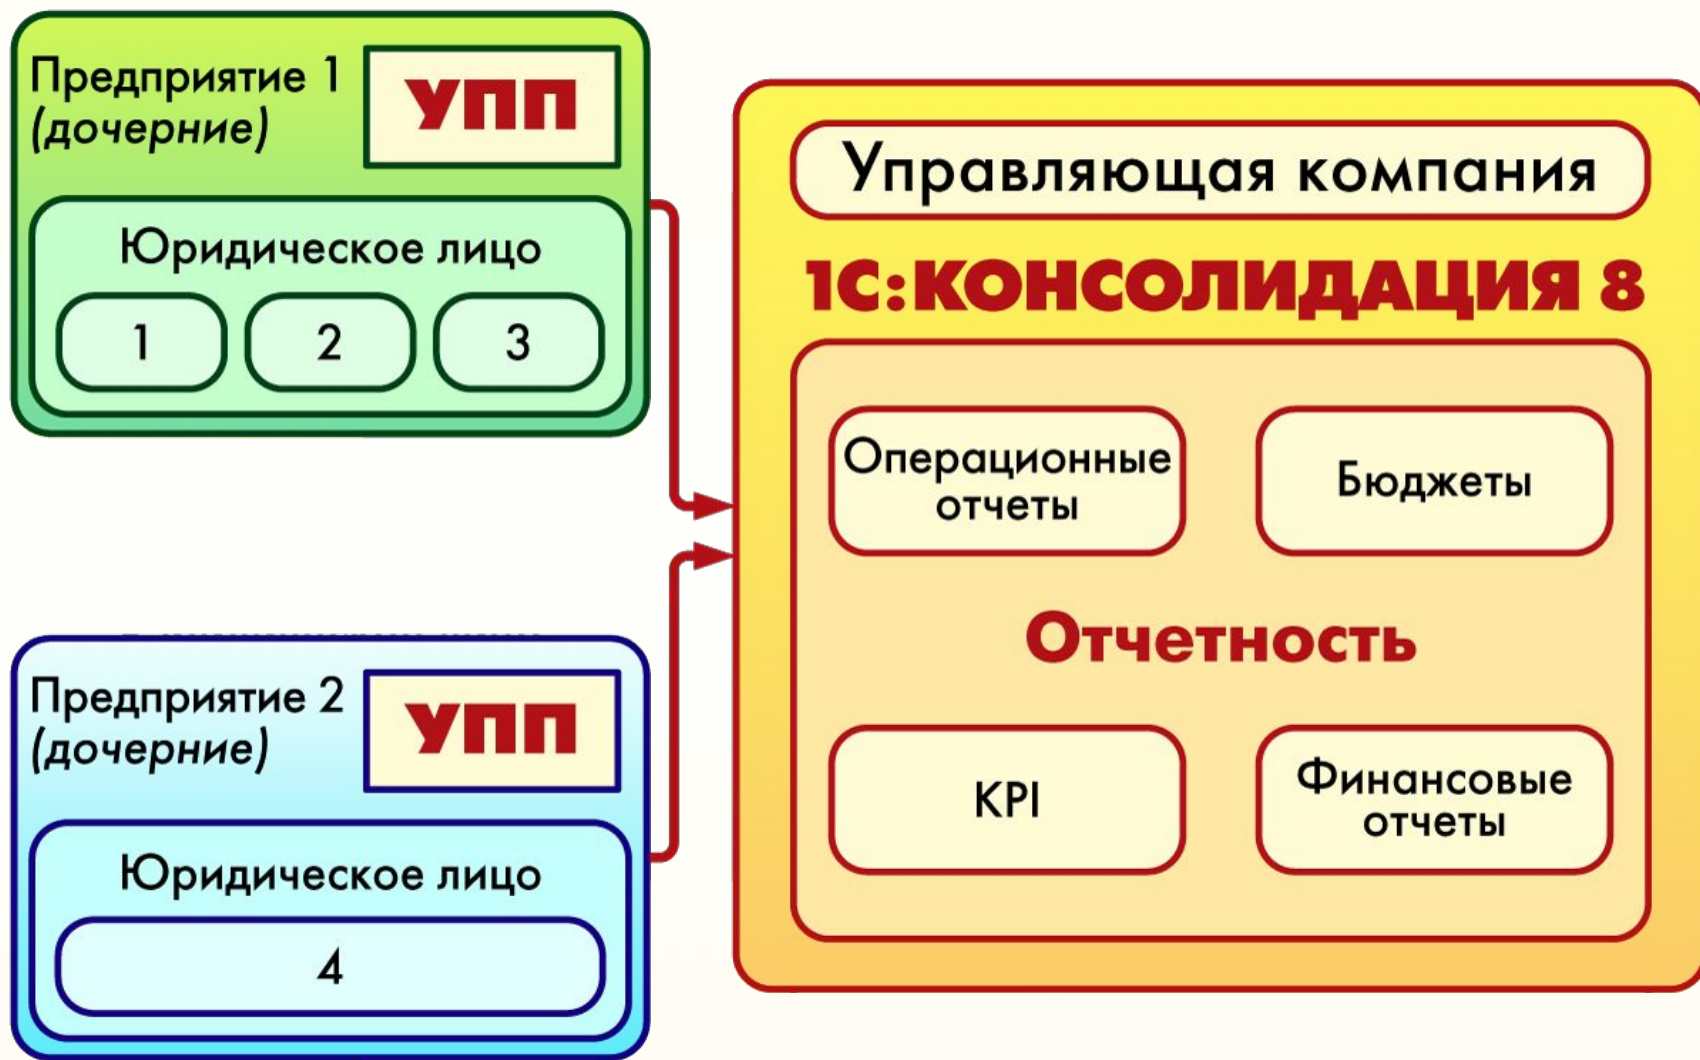 Предприятие 1
(дочерние)
УПП
Юридическое лицо
1
2
3
Предприятие 2
(дочерние)
УПП
Юридическое лицо
4
Управляющая компания
1С:КОНСОЛИДАЦИЯ 8
Операционные
отчеты
Бюджеты
Отчетность
KPI
Финансовые
отчеты